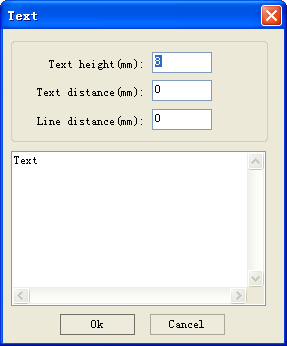 Text
Text height(mm): 8
Text distance(mm): 0
Line distance(mm): 0
Text
Ok
Cancel